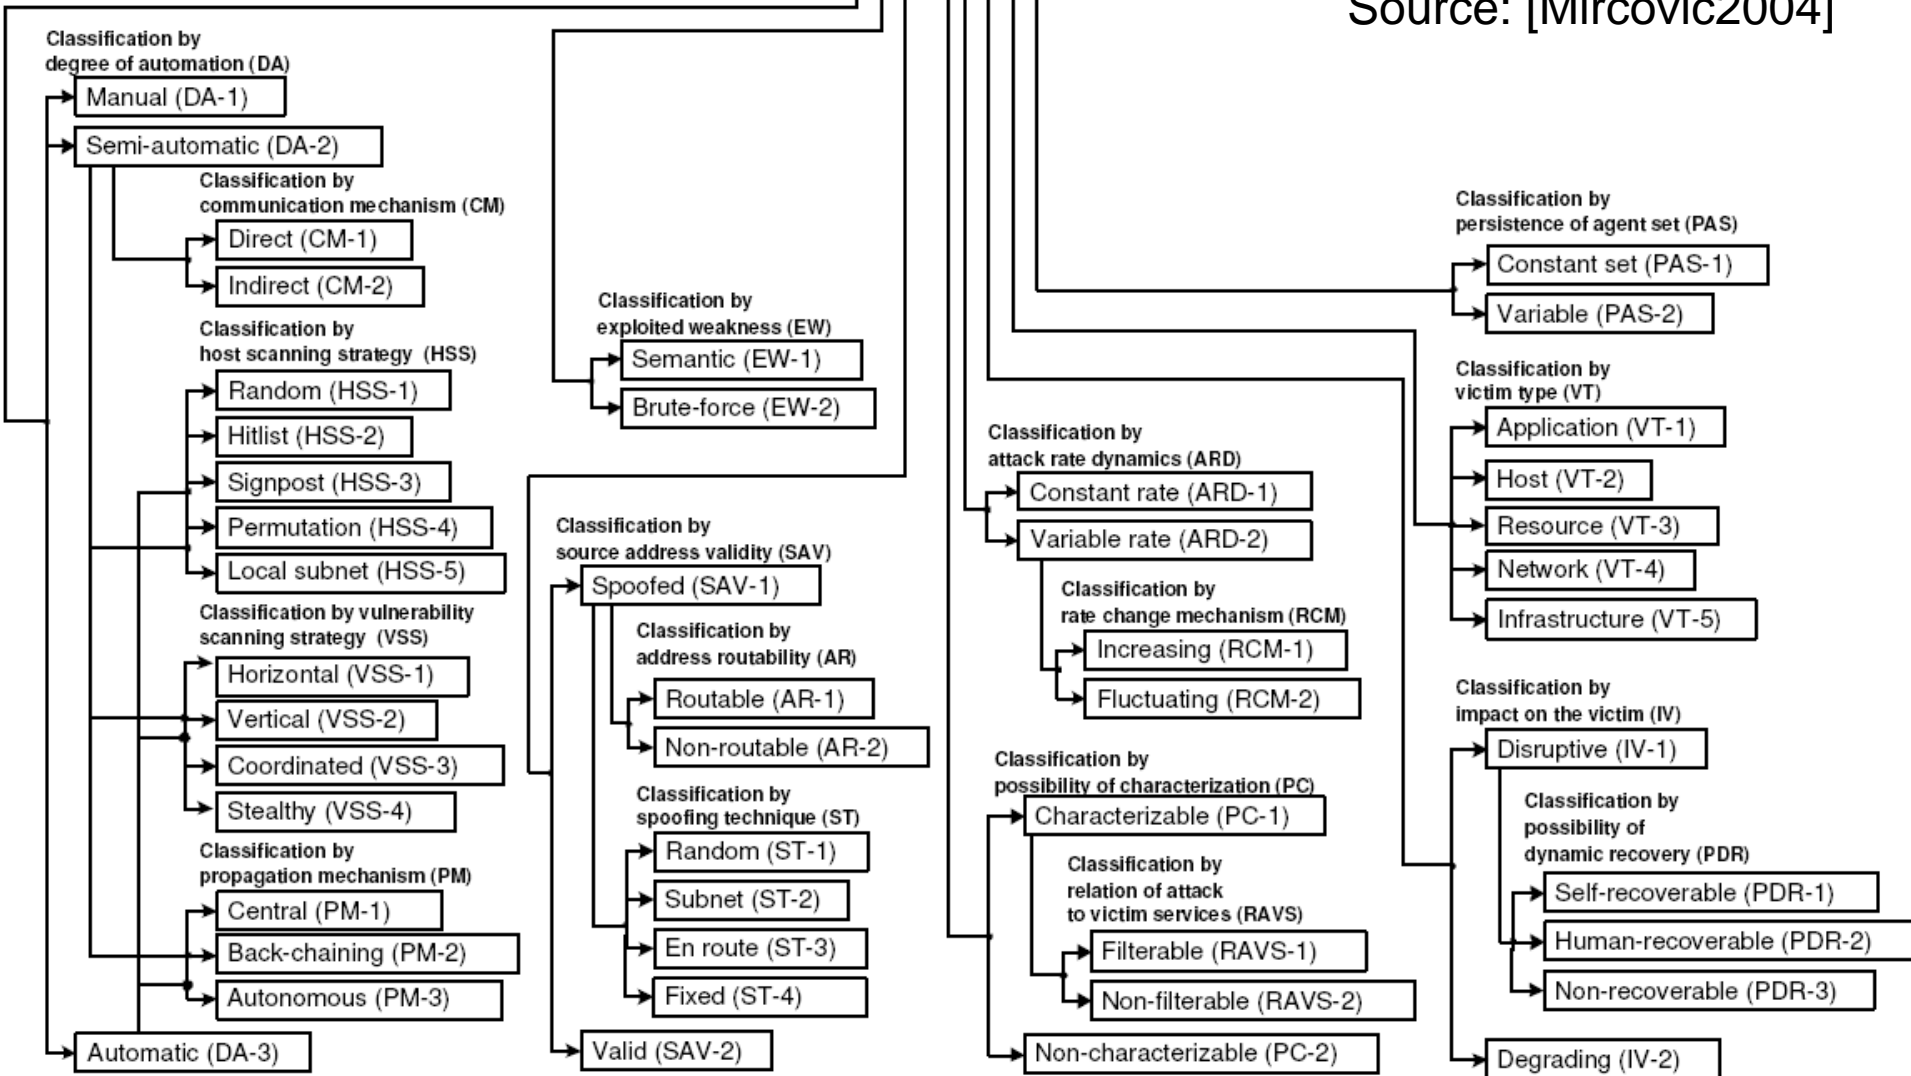 Source: [Mircovic2004]
Classification by
degree of automation (DA)
Manual (DA-1)
Semi-automatic (DA-2)
Classification by
communication mechanism (CM)
Direct (CM-1)
Indirect (CM-2)
Classification by
host scanning strategy (HSS)
Random (HSS-1)
Hitlist (HSS-2)
Signpost (HSS-3)
Permutation (HSS-4)
Local subnet (HSS-5)
Classification by vulnerability
scanning strategy (VSS)
Horizontal (VSS-1)
Vertical (VSS-2)
Coordinated (VSS-3)
Stealthy (VSS-4)
Classification by
propagation mechanism (PM)
Central (PM-1)
Back-chaining (PM-2)
Autonomous (PM-3)
Automatic (DA-3)
Classification by
exploited weakness (EW)
Semantic (EW-1)
Brute-force (EW-2)
Classification by
source address validity (SAV)
Spoofed (SAV-1)
Classification by
address routability (AR)
Routable (AR-1)
Non-routable (AR-2)
Classification by
spoofing technique (ST)
Random (ST-1)
Subnet (ST-2)
En route (ST-3)
Fixed (ST-4)
Valid (SAV-2)
Classification by
attack rate dynamics (ARD)
Constant rate (ARD-1)
Variable rate (ARD-2)
Classification by
rate change mechanism (RCM)
Increasing (RCM-1)
Fluctuating (RCM-2)
Classification by
possibility of characterization (PC)
Characterizable (PC-1)
Classification by
relation of attack
to victim services (RAVS)
Filterable (RAVS-1)
Non-filterable (RAVS-2)
Non-characterizable (PC-2)
Classification by
persistence of agent set (PAS)
Constant set (PAS-1)
Variable (PAS-2)
Classification by
victim type (VT)
Application (VT-1)
Host (VT-2)
Resource (VT-3)
Network (VT-4)
Infrastructure (VT-5)
Classification by
impact on the victim (IV)
Disruptive (IV-1)
Classification by
possibility of
dynamic recovery (PDR)
Self-recoverable (PDR-1)
Human-recoverable (PDR-2)
Non-recoverable (PDR-3)
Degrading (IV-2)